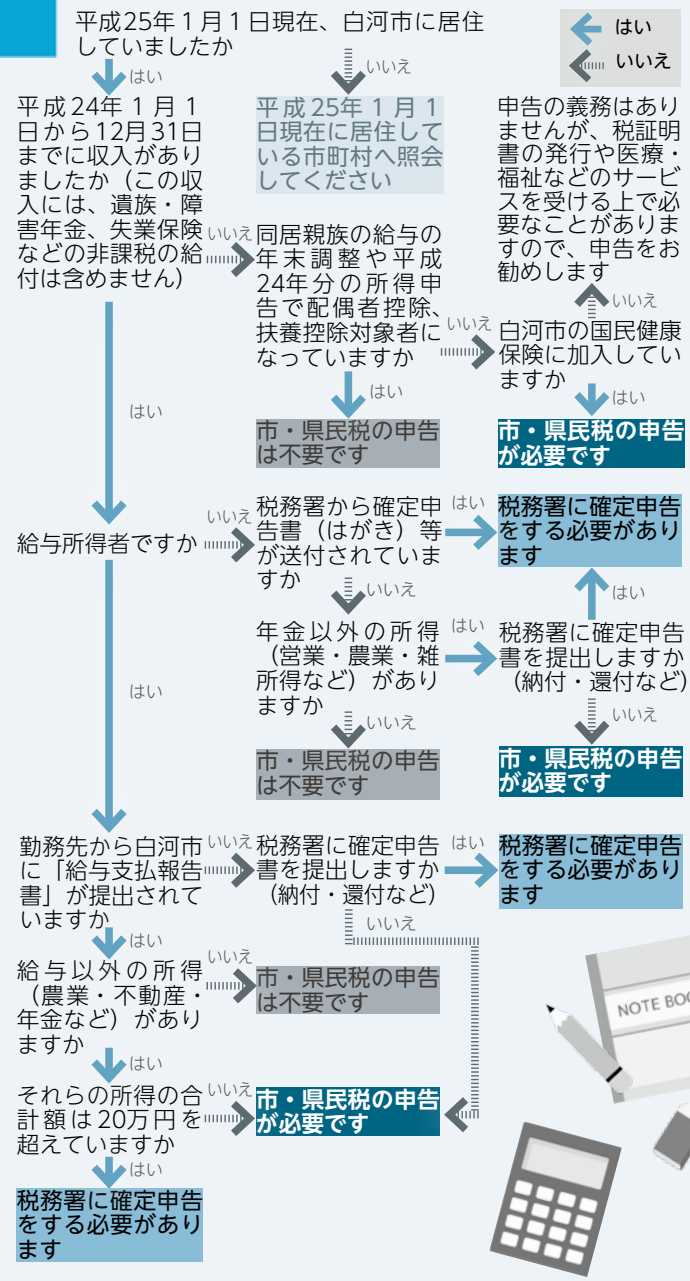 平成25年1月1日現在、白河市に居住
していましたか
はい
いいえ
はい
いいえ
平成24年1月1
日から12月31日
までに収入があり
ましたか（この収
入には、遺族・障
害年金、失業保険
などの非課税の給
付は含めません）
平成25年1月1
日現在に居住して
いる市町村へ照会
してください
申告の義務はあり
ませんが、税証明
書の発行や医療・
福祉などのサービ
スを受ける上で必
要なことがありま
すので、申告をお
勧めします
いいえ
同居親族の給与の
年末調整や平成
24年分の所得申
告で配偶者控除、
扶養控除対象者に
なっていますか
いいえ
いいえ
白河市の国民健康
保険に加入してい
ますか
はい
はい
はい
市・県民税の申告
は不要です
市・県民税の申告
が必要です
給与所得者ですか
いいえ
税務署から確定申
告書（はがき）等
が送付されていま
すか
はい
税務署に確定申告
をする必要があり
ます
いいえ
はい
年金以外の所得
（営業・農業・雑
所得など）があり
ますか
はい
税務署に確定申告
書を提出しますか
（納付・還付など）
はい
いいえ
いいえ
市・県民税の申告
は不要です
市・県民税の申告
が必要です
勤務先から白河市
に「給与支払報告
書」が提出されて
いますか
いいえ
税務署に確定申告
書を提出しますか
（納付・還付など）
はい
税務署に確定申告
をする必要があり
ます
はい
いいえ
給与以外の所得
（農業・不動産・
年金など）があり
ますか
いいえ
市・県民税の申告
は不要です
はい
それらの所得の合
計額は20万円を
超えていますか
いいえ
市・県民税の申告
が必要です
はい
税務署に確定申告
をする必要があり
ます
NOTE BOO